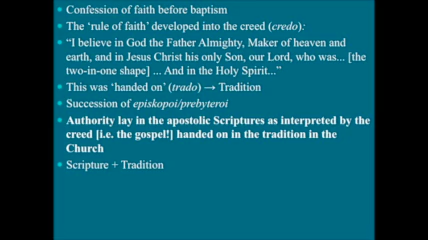 Confession of faith before baptism
The ‘rule of faith’ developed into the creed (credo):
“I believe in God the Father Almighty, Maker of heaven and
earth, and in Jesus Christ his only Son, our Lord, who was... [the
two-in-one shape] ... And in the Holy Spirit...”
This was ‘handed on’ (trado) → Tradition
Succession of episkopoi/prebyteroi
Authority lay in the apostolic Scriptures as interpreted by the
creed [i.e. the gospel!] handed on in the tradition in the
Church
Scripture + Tradition